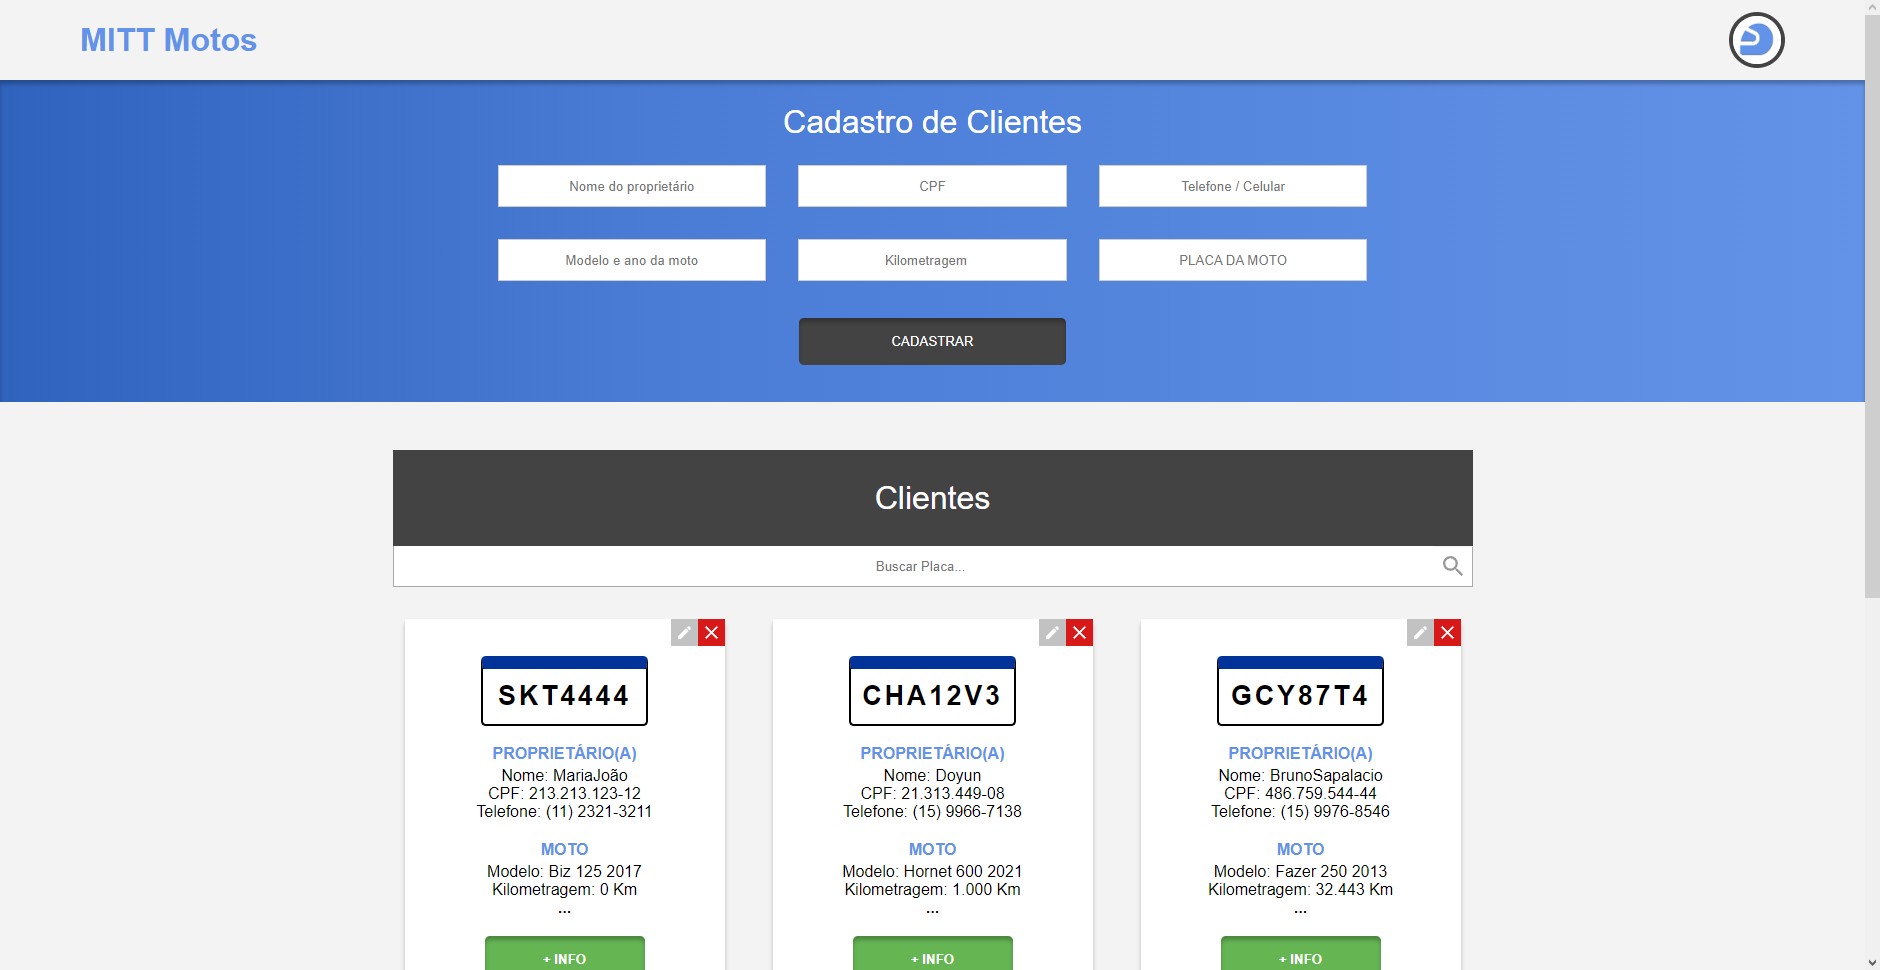 MITT Motos
Cadastro de Clientes
Nome do proprietário
CPF
Telefone / Celular
Modelo e ano da moto
Kilometragem
PLACA DA MOTO
CADASTRAR
Clientes
Buscar Placa...
SKT4444
PROPRIETÁRIO(A)
Nome: MariaJoão
CPF: 213.213.123-12
Telefone: (11) 2321-3211
MOTO
Modelo: Biz 125 2017
Kilometragem: 0 Km
...
+ INFO
CHA12V3
PROPRIETÁRIO(A)
Nome: Doyun
CPF: 21.313.449-08
Telefone: (15) 9966-7138
MOTO
Modelo: Hornet 600 2021
Kilometragem: 1.000 Km
...
+ INFO
GCY87T4
PROPRIETÁRIO(A)
Nome: BrunoSapalacio
CPF: 486.759.544-44
Telefone: (15) 9976-8546
MOTO
Modelo: Fazer 250 2013
Kilometragem: 32.443 Km
...
+ INFO